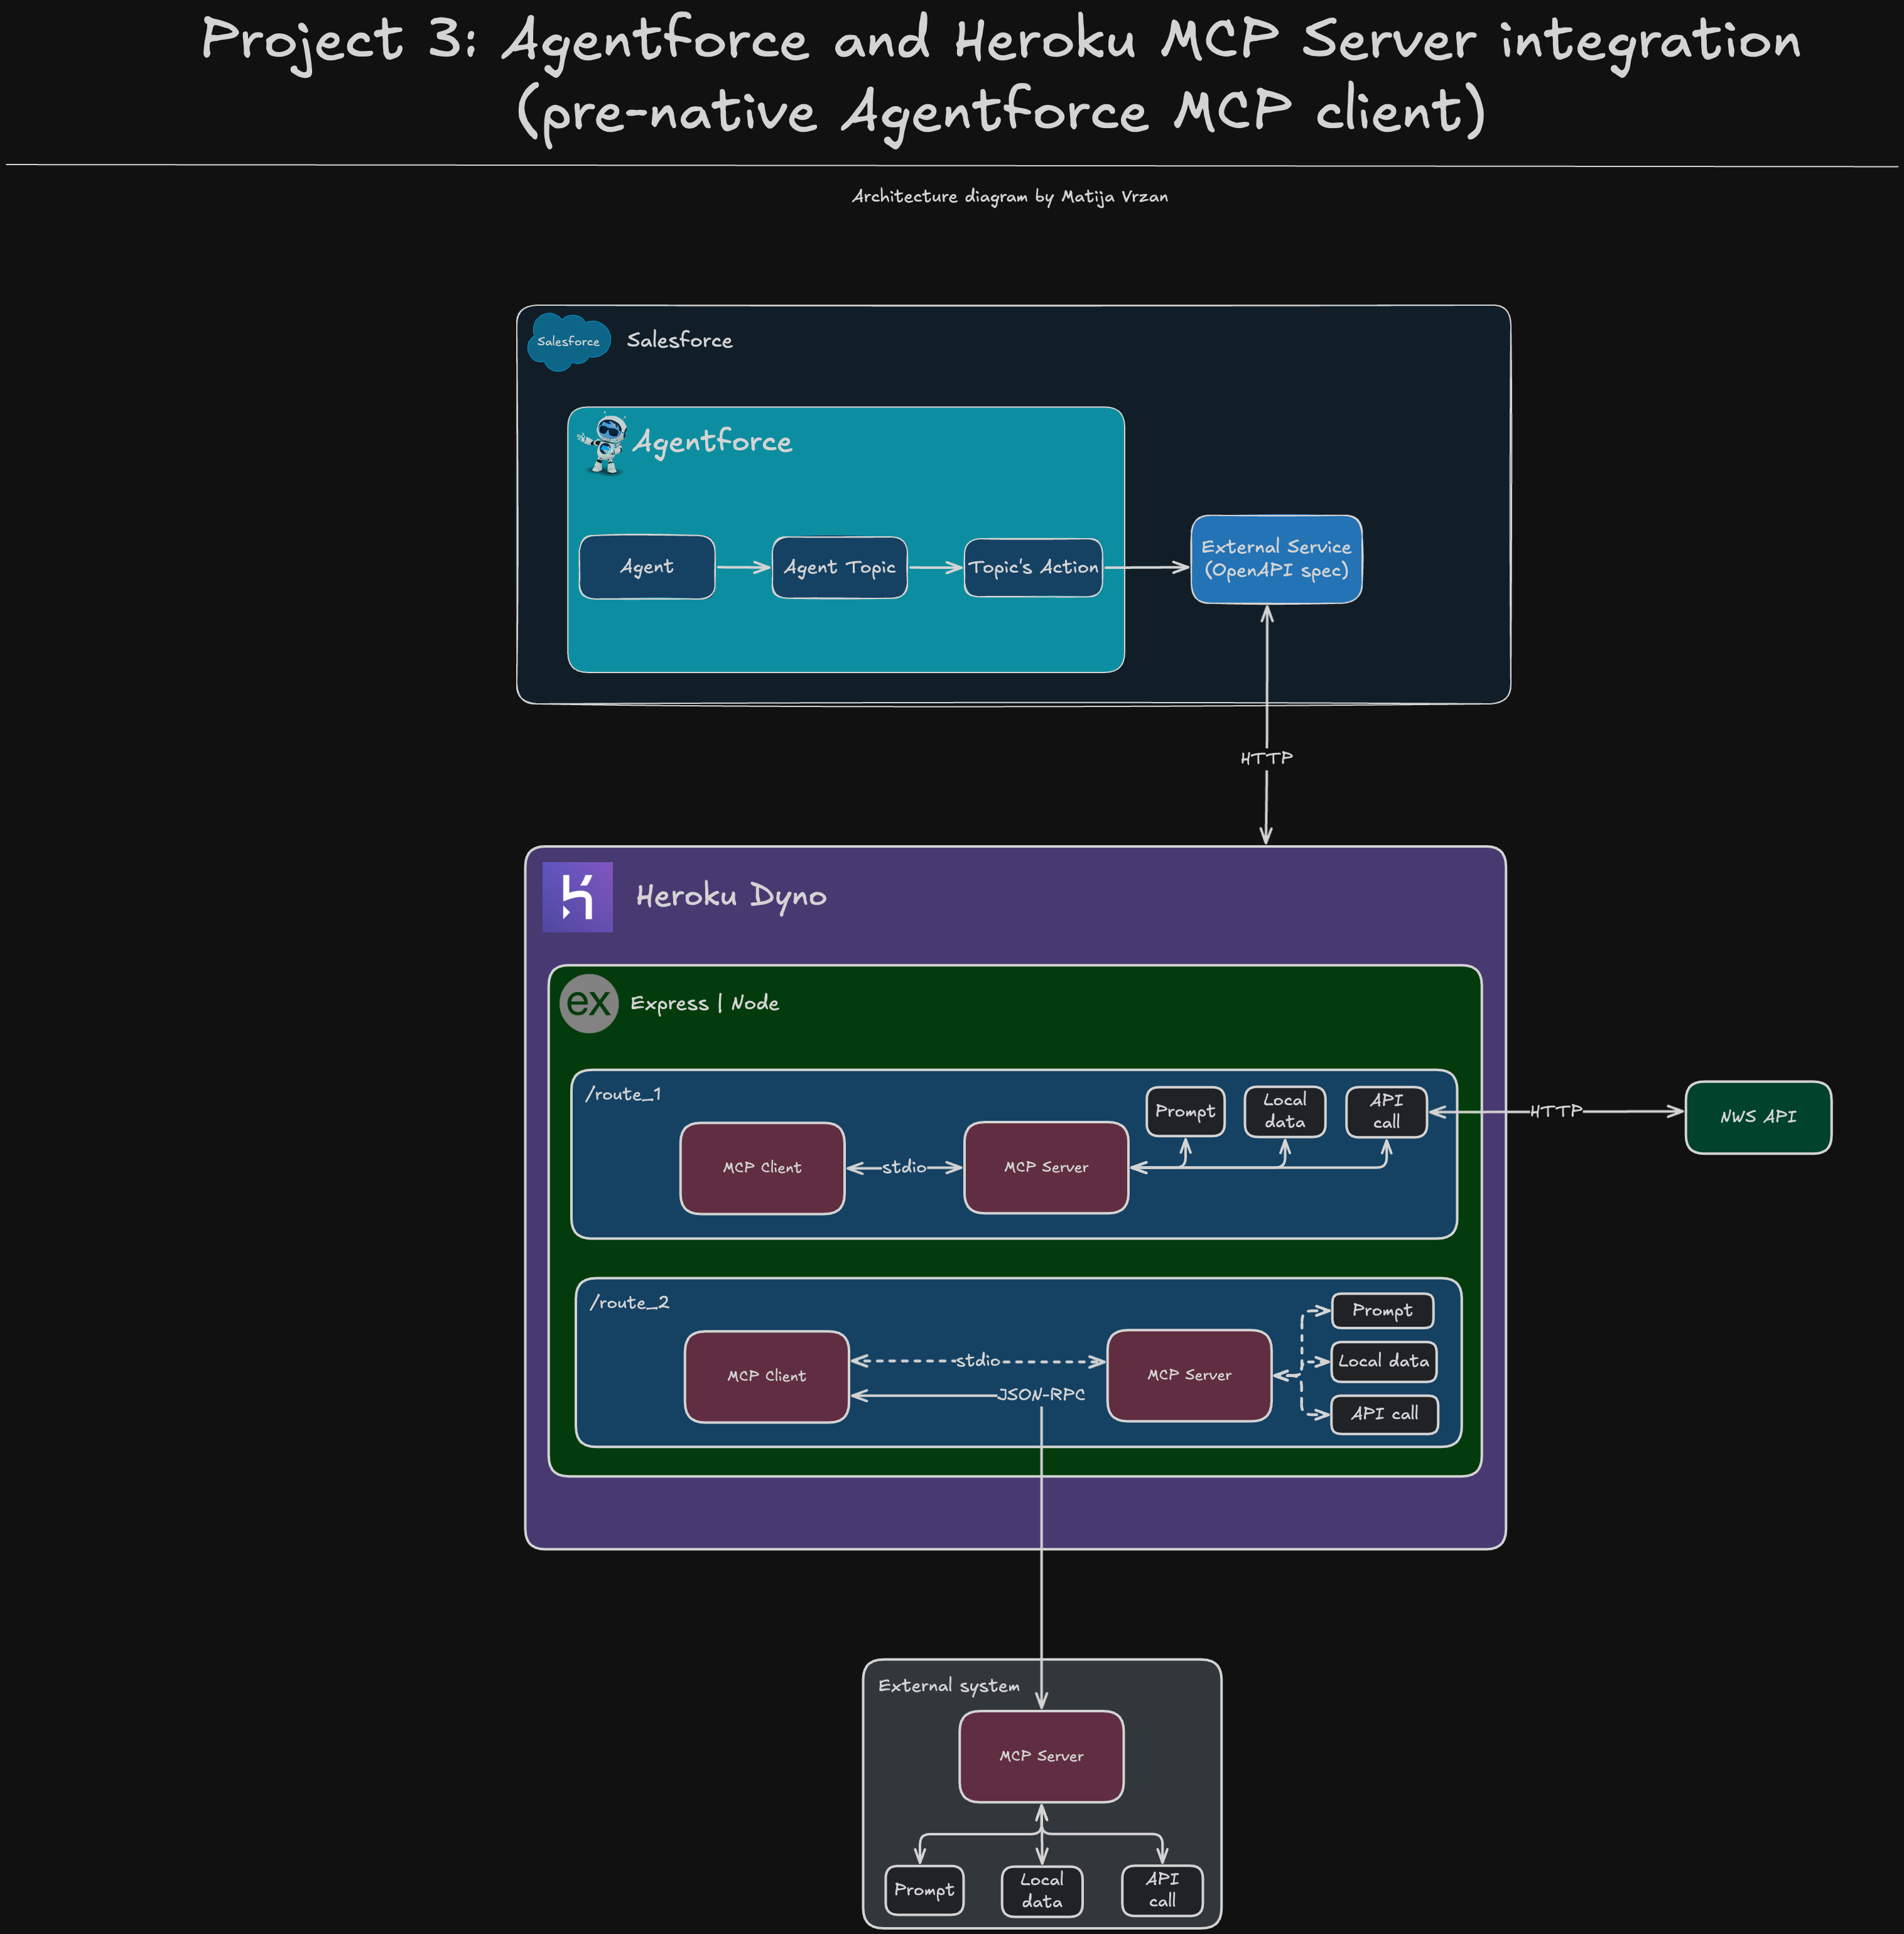 Project 3: Agentforce and Heroku MCP Server integration
(pre-native Agentforce MCP client)
Architecture diagram by Matija Vrzan
Salesforce
Salesforce
Agentforce
Agent
Agent Topic
Topic's Action
External Service
(OpenAPI spec)
HTTP
Heroku Dyno
ex
Express | Node
/route_1
Prompt
Local
data
API
call
HTTP
NWS API
MCP Client
stdio
MCP Server
/route_2
Prompt
stdio
Local data
MCP Client
MCP Server
JSON-RPC
API call
External system
MCP Server
Prompt
Local
data
API
call